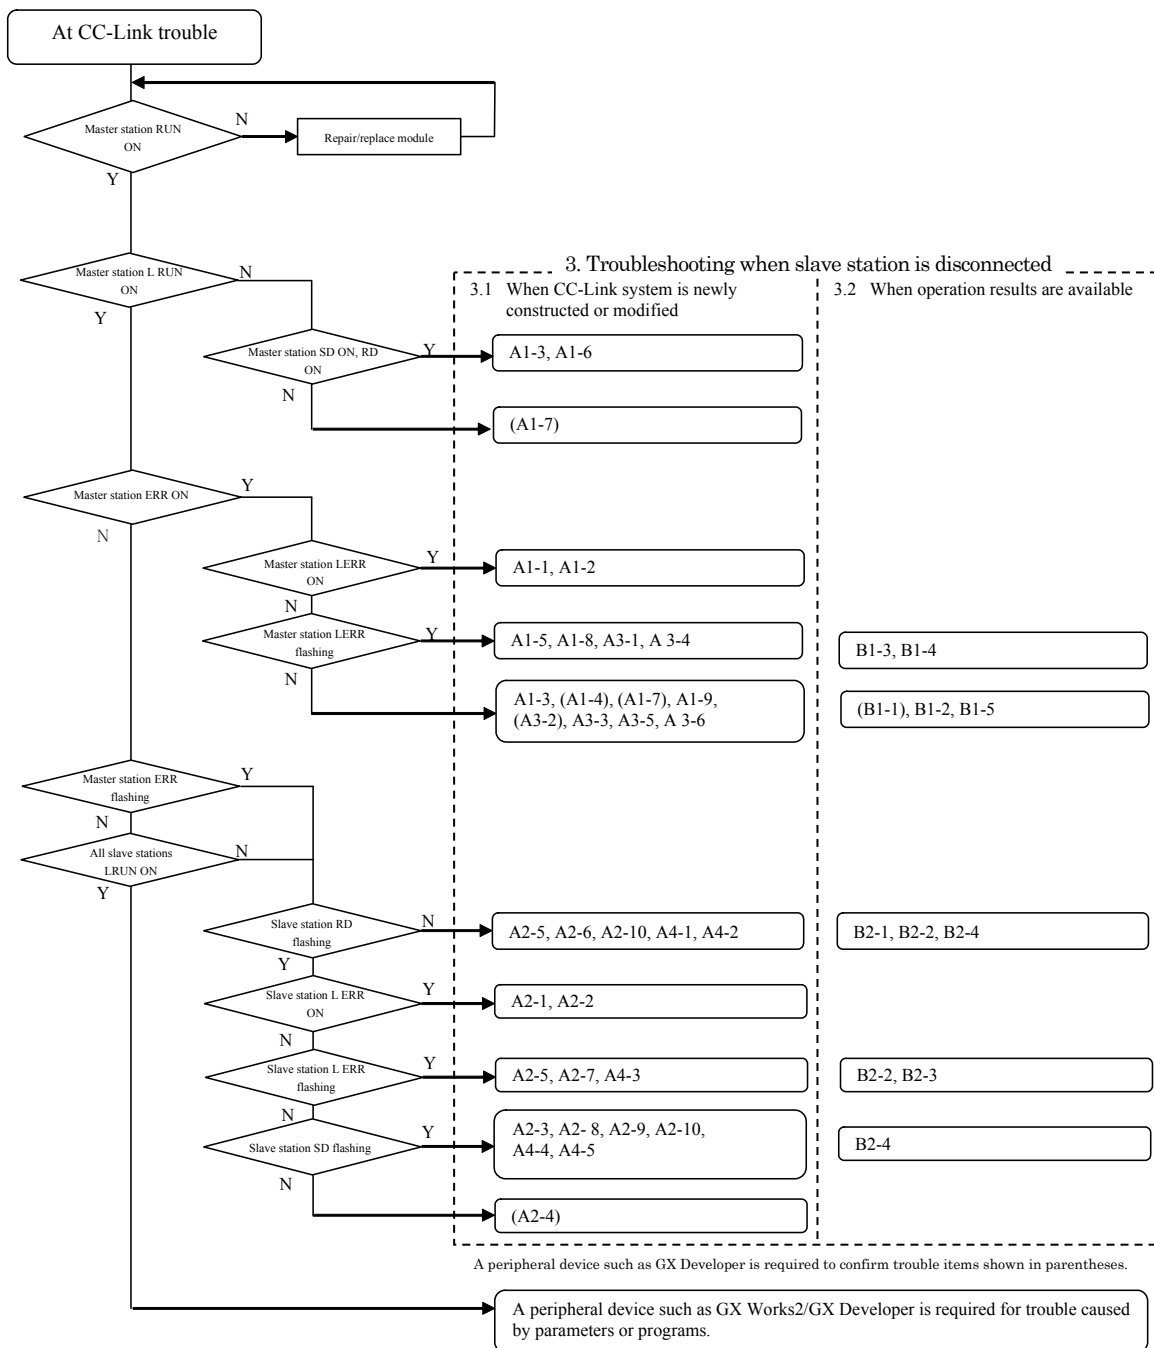 At CC-Link trouble
Master station RUN
ON
N
Repair/replace module
Y
Master station L RUN
ON
N
Y
3. Troubleshooting when slave station is disconnected
3.1 When CC-Link system is newly
constructed or modified
3.2 When operation results are available
Master station SD ON, RD
ON
Y
A1-3, A1-6
N
(A1-7)
Master station ERR ON
Y
N
Master station LERR
ON
Y
A1-1, A1-2
N
Master station LERR
flashing
Y
A1-5, A1-8, A3-1, A 3-4
B1-3, B1-4
N
A1-3, (A1-4), (A1-7), A1-9,
(A3-2), A3-3, A3-5, A 3-6
(B1-1), B1-2, B1-5
Master station ERR
flashing
Y
N
All slave stations
LRUN ON
N
Y
Slave station RD
flashing
N
A2-5, A2-6, A2-10, A4-1, A4-2
B2-1, B2-2, B2-4
Y
Slave station L ERR
ON
Y
A2-1, A2-2
N
Slave station L ERR
flashing
Y
A2-5, A2-7, A4-3
B2-2, B2-3
N
Slave station SD flashing
Y
A2-3, A2- 8, A2-9, A2-10,
A4-4, A4-5
B2-4
N
(A2-4)
A peripheral device such as GX Developer is required to confirm trouble items shown in parentheses.
A peripheral device such as GX Works2/GX Developer is required for trouble caused
by parameters or programs.